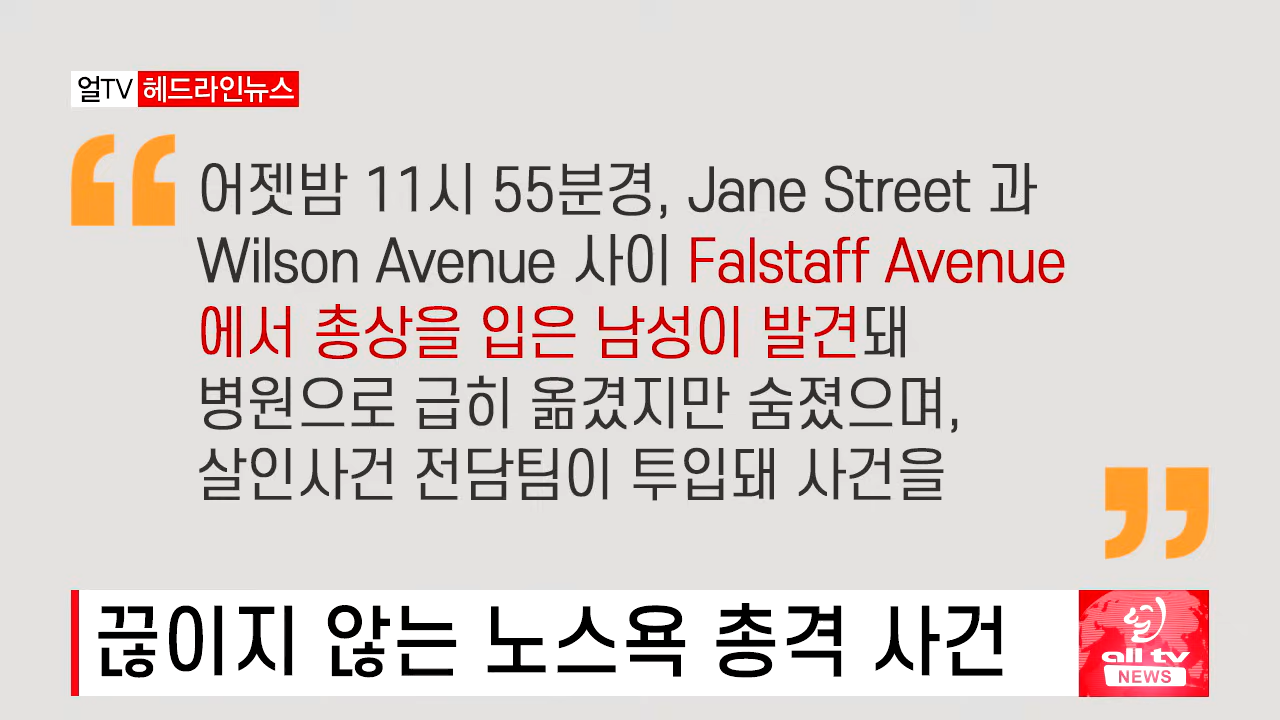 얼TV 헤드라인뉴스
어젯밤 11시 55분경, Jane Street 과
Wilson Avenue 사이 Falstaff Avenue
에서 총상을 입은 남성이 발견돼
병원으로 급히 옮겼지만 숨졌으며,
살인사건 전담팀이 투입돼 사건을
끊이지 않는 노스욕 총격 사건
all tv
NEWS